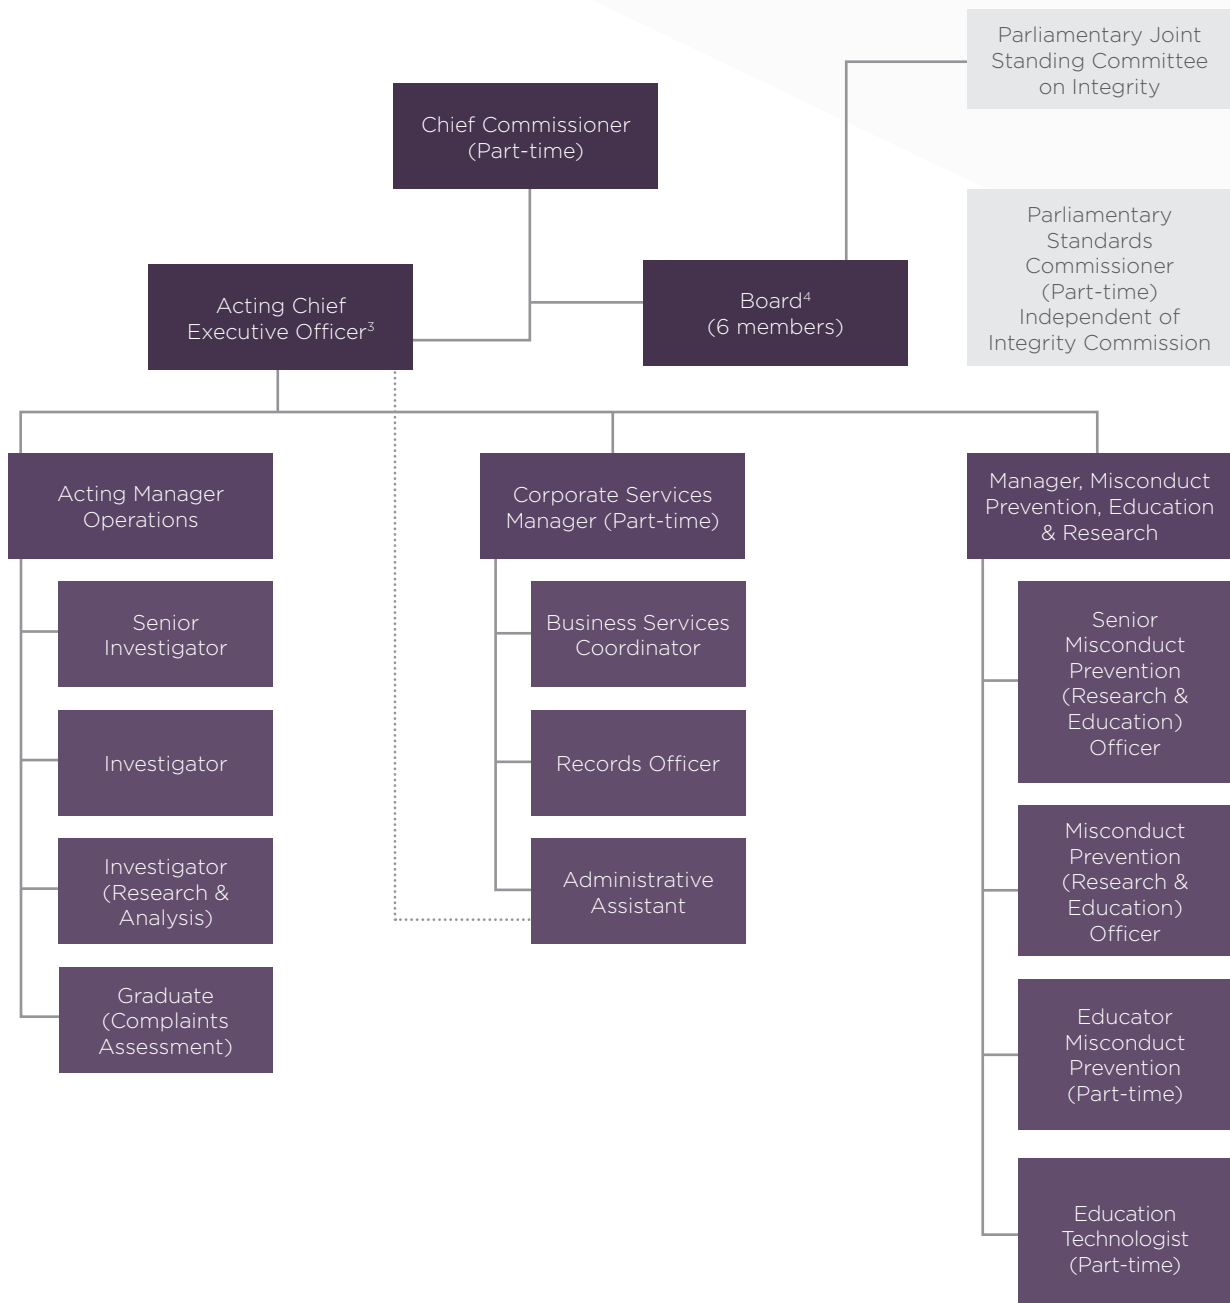 Parliamentary Joint
Standing Committee
on Integrity
Chief Commissioner
(Part-time)
Parliamentary
Standards
Commissioner
(Part-time)
Independent of
Integrity Commission
Acting Chief
Executive Officer³
Board⁴
(6 members)
Acting Manager
Operations
Senior
Investigator
Investigator
Investigator
(Research &
Analysis)
Graduate
(Complaints
Assessment)
Corporate Services
Manager (Part-time)
Business Services
Coordinator
Records Officer
Administrative
Assistant
Manager, Misconduct
Prevention, Education
& Research
Senior
Misconduct
Prevention
(Research &
Education)
Officer
Misconduct
Prevention
(Research &
Education)
Officer
Educator
Misconduct
Prevention
(Part-time)
Education
Technologist
(Part-time)